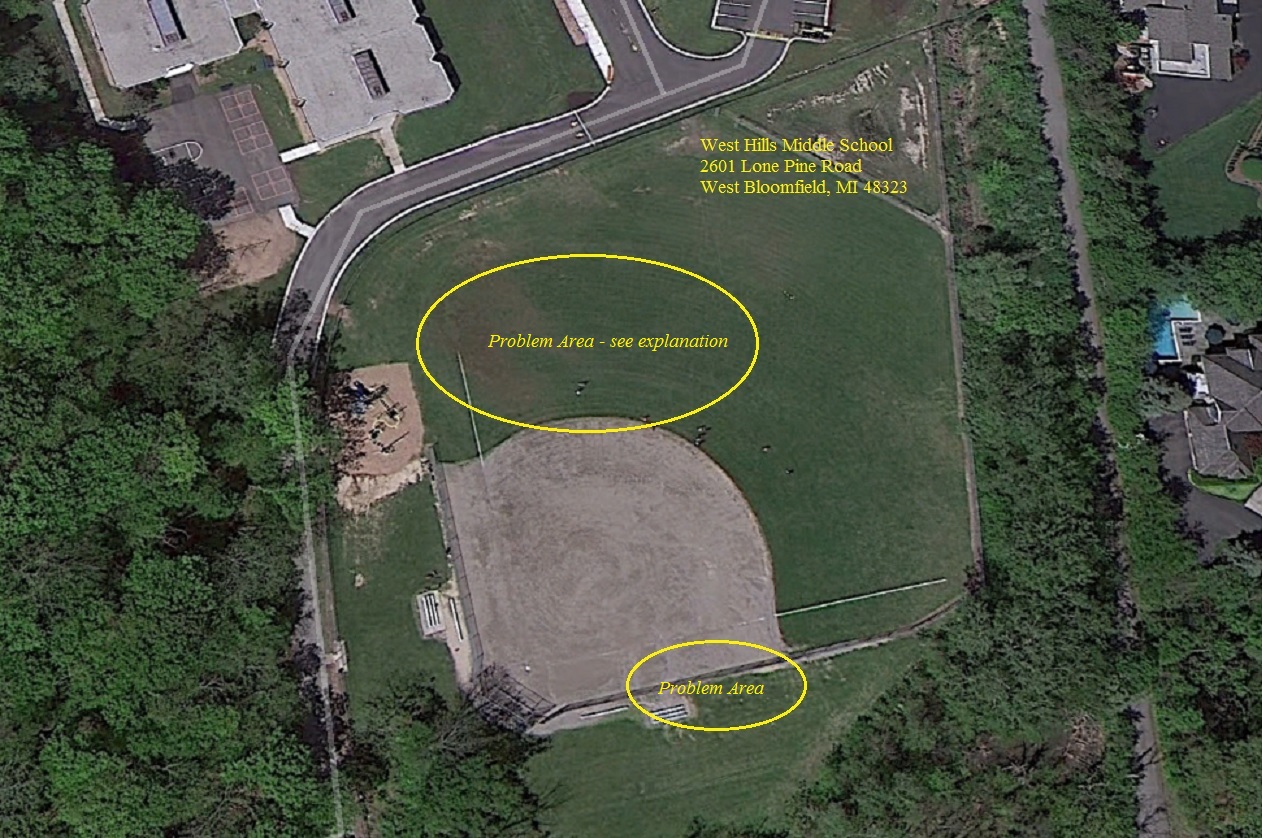 West Hills Middle School
2601 Lone Pine Road
West Bloomfield, MI 48323
Problem Area - see explanation
Problem Area